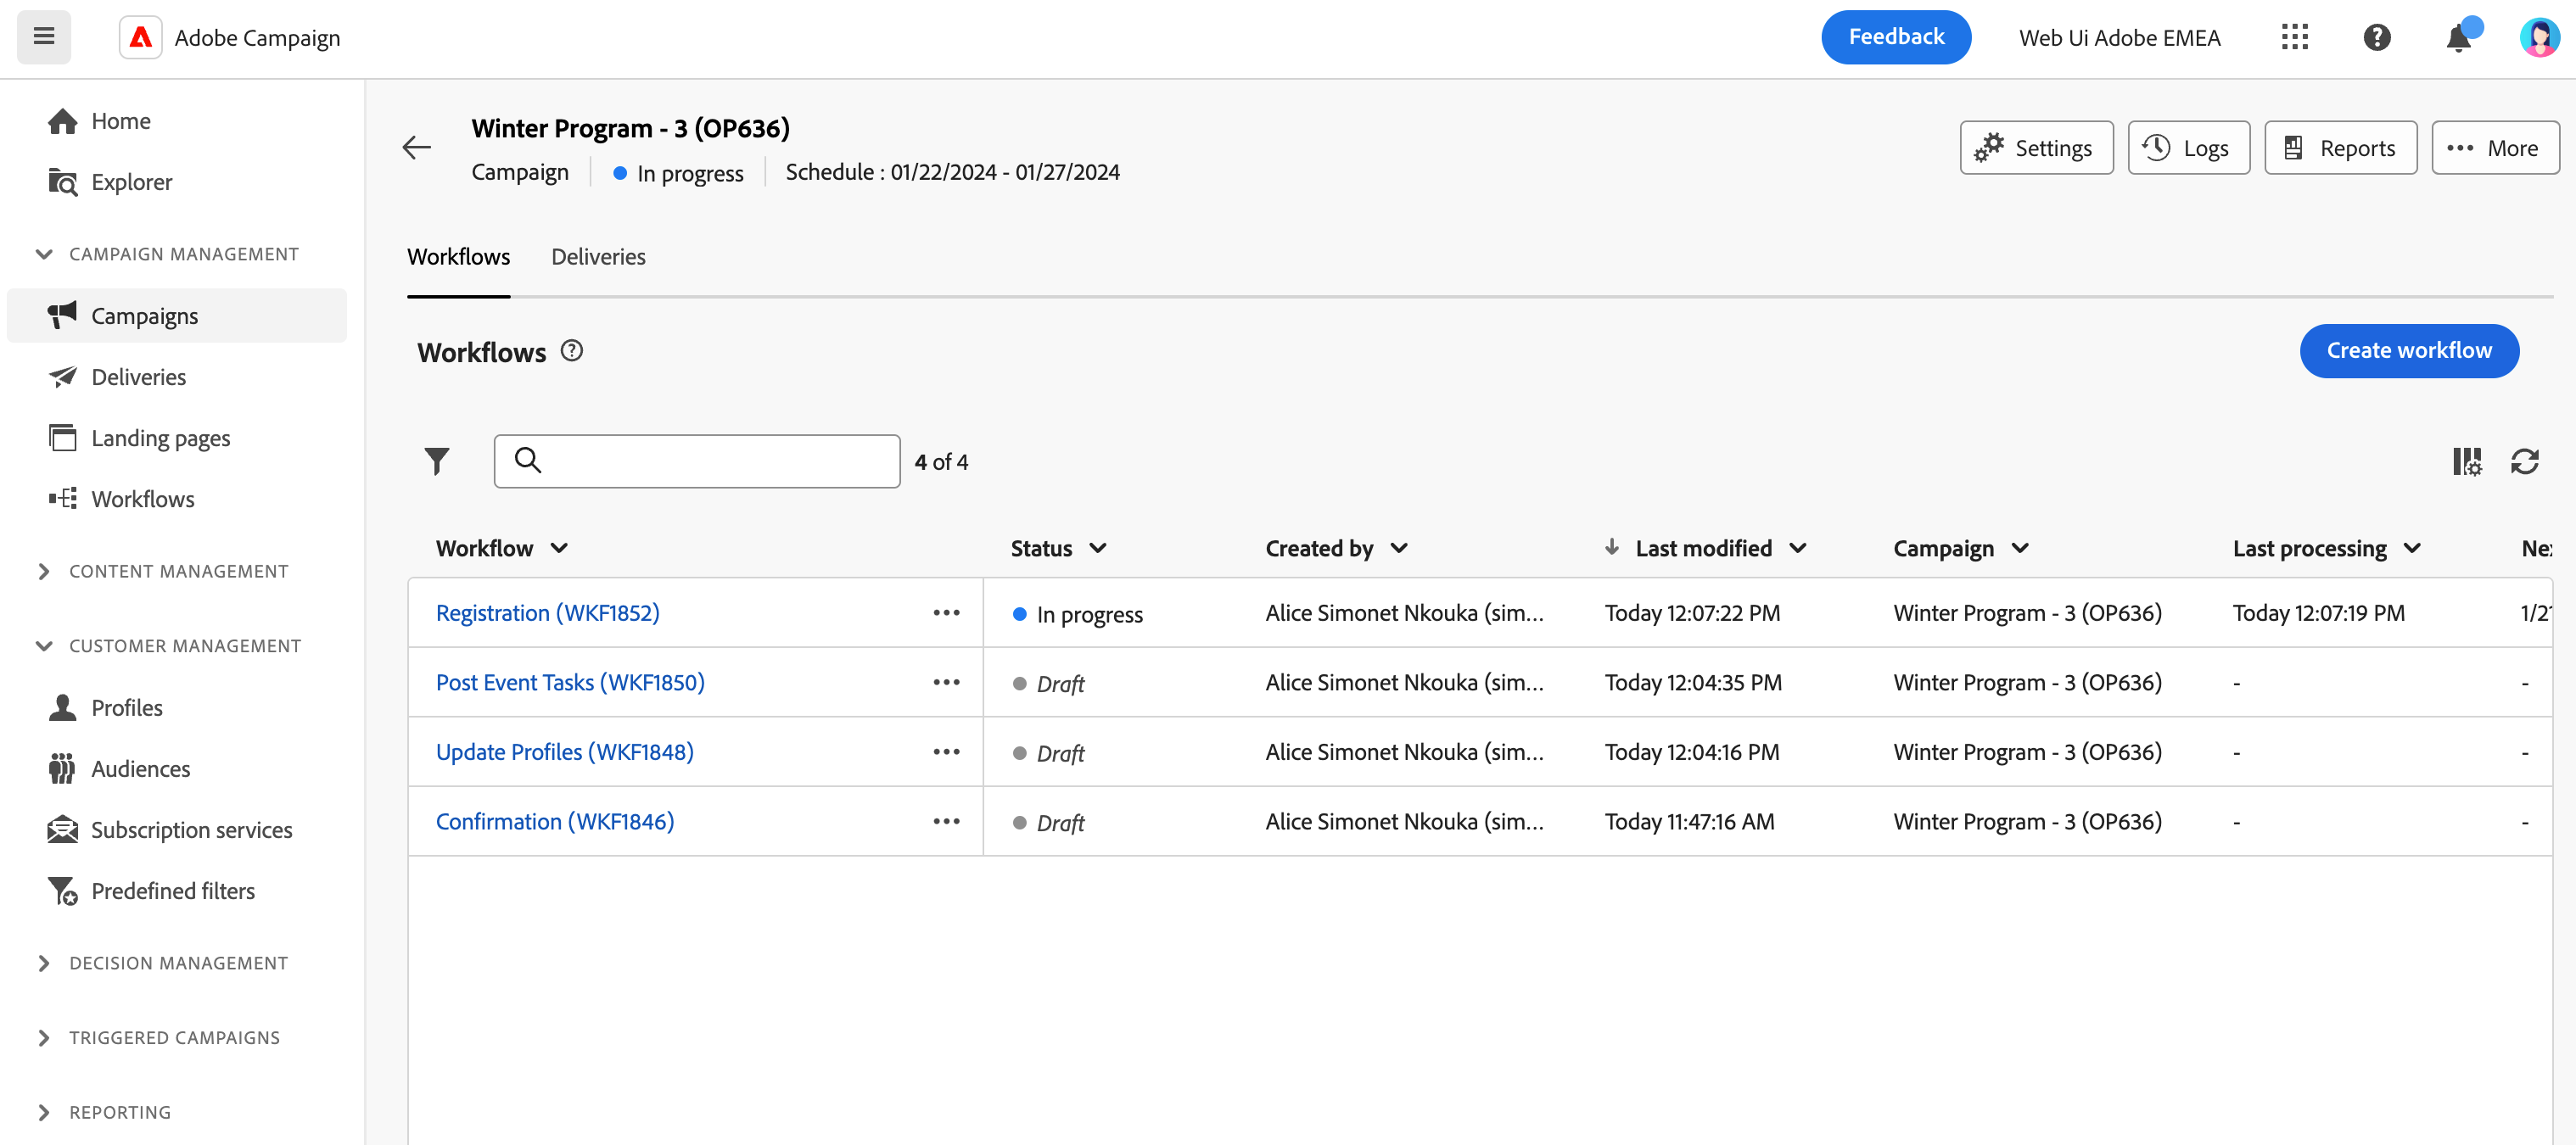 Adobe Campaign
Feedback
Web Ui Adobe EMEA
Home
Explorer
CAMPAIGN MANAGEMENT
Campaigns
Deliveries
Landing pages
Workflows
CONTENT MANAGEMENT
CUSTOMER MANAGEMENT
Profiles
Audiences
Subscription services
Predefined filters
DECISION MANAGEMENT
TRIGGERED CAMPAIGNS
REPORTING
Winter Program - 3 (OP636)
Campaign In progress Schedule : 01/22/2024 - 01/27/2024
Settings Logs Reports More
Workflows Deliveries
Workflows
Create workflow
4 of 4
Workflow Status Created by Last modified Campaign Last processing
Registration (WKF1852) In progress Alice Simonet Nkouka (sim... Today 12:07:22 PM Winter Program - 3 (OP636) Today 12:07:19 PM
Post Event Tasks (WKF1850) Draft Alice Simonet Nkouka (sim... Today 12:04:35 PM Winter Program - 3 (OP636) - -
Update Profiles (WKF1848) Draft Alice Simonet Nkouka (sim... Today 12:04:16 PM Winter Program - 3 (OP636) - -
Confirmation (WKF1846) Draft Alice Simonet Nkouka (sim... Today 11:47:16 AM Winter Program - 3 (OP636) - -